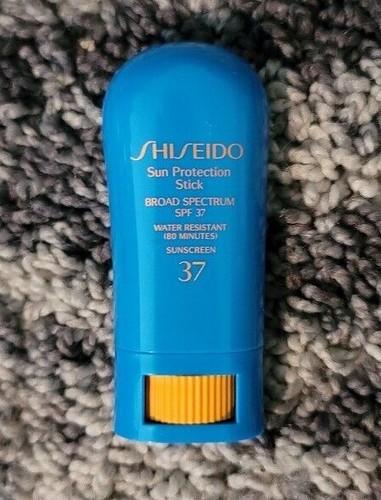 SHISEIDO
Sun Protection
Stick
BROAD SPECTRUM
SPF 37
WATER RESISTANT
(80 MINUTES)
SUNSCREEN
37